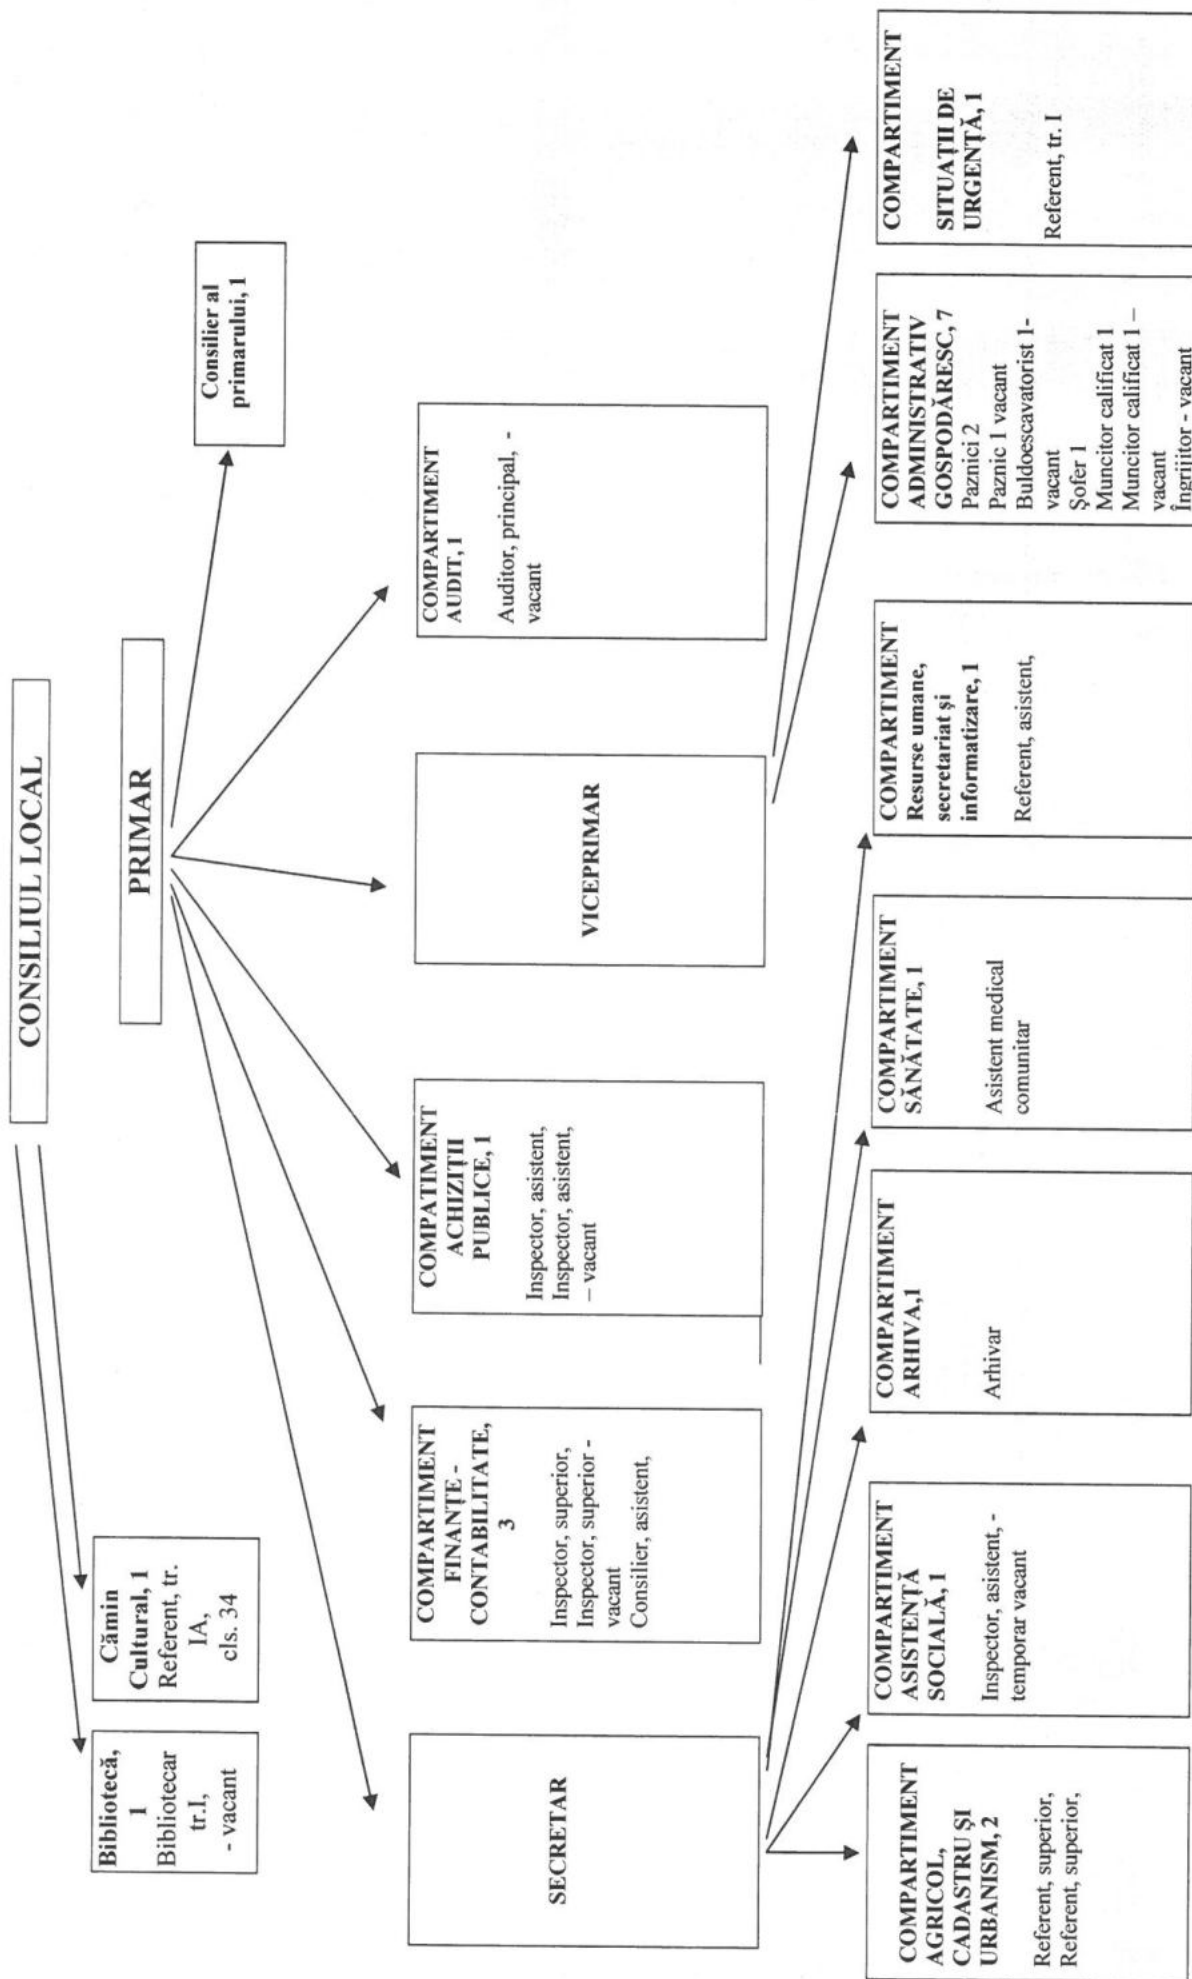 CONSILIUL LOCAL
PRIMAR
Bibliotecă,
1
Bibliotecar
tr.I,
- vacant
Cămin
Cultural, 1
Referent, tr.
IA,
cls. 34
Consilier al
primarului, 1
SECRETAR
COMPARTIMENT
FINANȚE -
CONTABILITATE,
3
Inspector, superior,
Inspector, superior -
vacant
Consilier, asistent,
COMPATIMENT
ACHIZIȚII
PUBLICE, 1
Inspector, asistent,
Inspector, asistent,
– vacant
VICEPRIMAR
COMPARTIMENT
AUDIT, 1
Auditor, principal, -
vacant
COMPARTIMENT
AGRICOL,
CADASTRU ȘI
URBANISM, 2
Referent, superior,
Referent, superior,
COMPARTIMENT
ASISTENȚĂ
SOCIALĂ, 1
Inspector, asistent, -
temporar vacant
COMPARTIMENT
ARHIVA,1
Arhivar
COMPARTIMENT
SĂNĂTATE, 1
Asistent medical
comunitar
COMPARTIMENT
Resurse umane,
secretariat și
informatizare, 1
Referent, asistent,
COMPARTIMENT
ADMINISTRATIV
GOSPODĂRESC, 7
Paznici 2
Paznic 1 vacant
Buldoescavatorist 1-
vacant
Șofer 1
Muncitor calificat 1
Muncitor calificat 1 –
vacant
Îngrijitor - vacant
COMPARTIMENT
SITUAȚII DE
URGENȚĂ, 1
Referent, tr. I